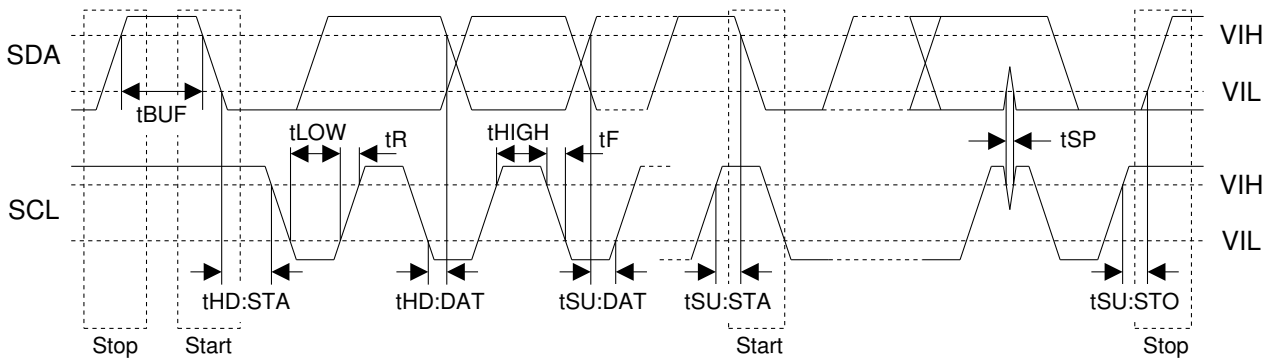 SDA
VIH
VIL
tBUF
tLOW
tR
tHIGH
tF
tSP
SCL
VIH
VIL
tHD:STA
tHD:DAT
tSU:DAT
tSU:STA
tSU:STO
Stop
Start
Start
Stop